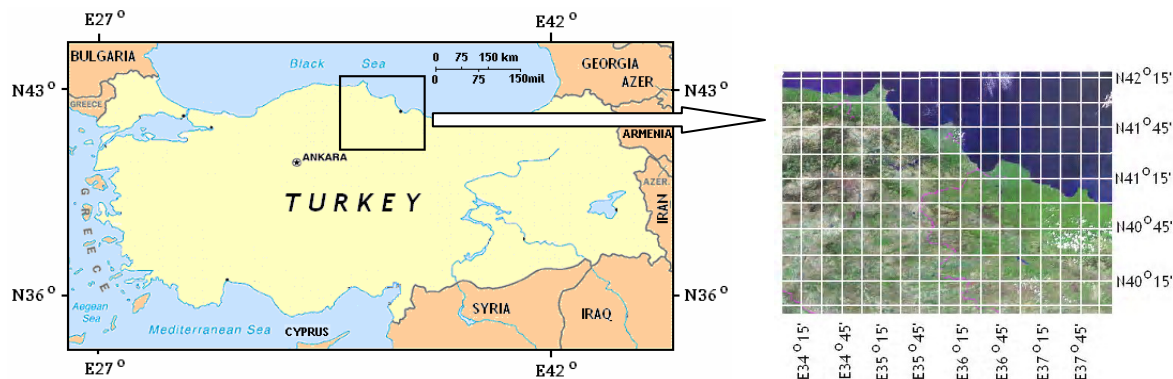 E27°
E42°
BULGARIA
Black Sea
0 75 150 km
0 75 150mil
GEORGIA
AZER.
N43°
N43°
GREECE
ARMENIA
ANKARA
TURKEY
AZER.
IRAN
GREECE
N36°
N36°
Aegean
Sea
Mediterranean Sea
CYPRUS
SYRIA
IRAQ
E27°
E42°
N42°15'
N41°45'
N41°15'
N40°45'
N40°15'
E34°15'
E34°45'
E35°15'
E35°45'
E36°15'
E36°45'
E37°15'
E37°45'